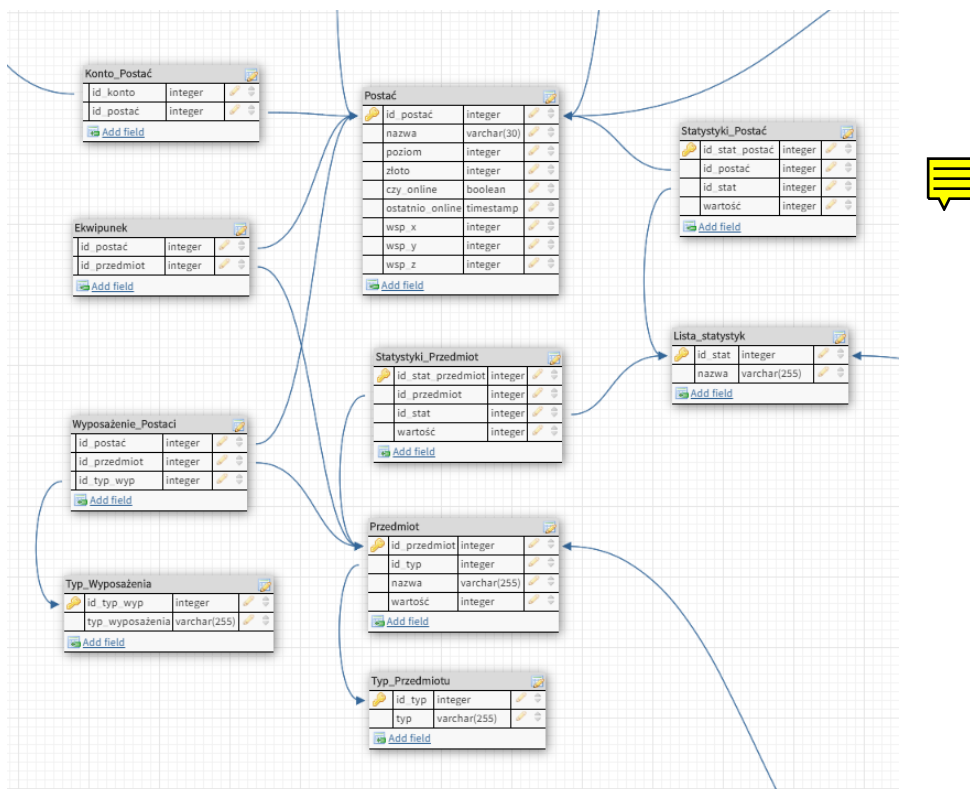 Konto_Postać
id_konto integer
id_postać integer
Add field
Postać
id_postać integer
nazwa varchar(30)
poziom integer
złoto integer
czy_online boolean
ostatnio_online timestamp
wsp_x integer
wsp_y integer
wsp_z integer
Add field
Statystyki_Postać
id_stat_postać integer
id_postać integer
id_stat integer
wartość integer
Add field
Ekwipunek
id_postać integer
id_przedmiot integer
Add field
Lista_statystyk
id_stat integer
nazwa varchar(255)
Add field
Statystyki_Przedmiot
id_stat_przedmiot integer
id_przedmiot integer
id_stat integer
wartość integer
Add field
Wyposażenie_Postaci
id_postać integer
id_przedmiot integer
id_typ_wyp integer
Add field
Przedmiot
id_przedmiot integer
id_typ integer
nazwa varchar(255)
wartość integer
Add field
Typ_Wyposażenia
id_typ_wyp integer
typ_wyposażenia varchar(255)
Add field
Typ_Przedmiotu
id_typ integer
typ varchar(255)
Add field